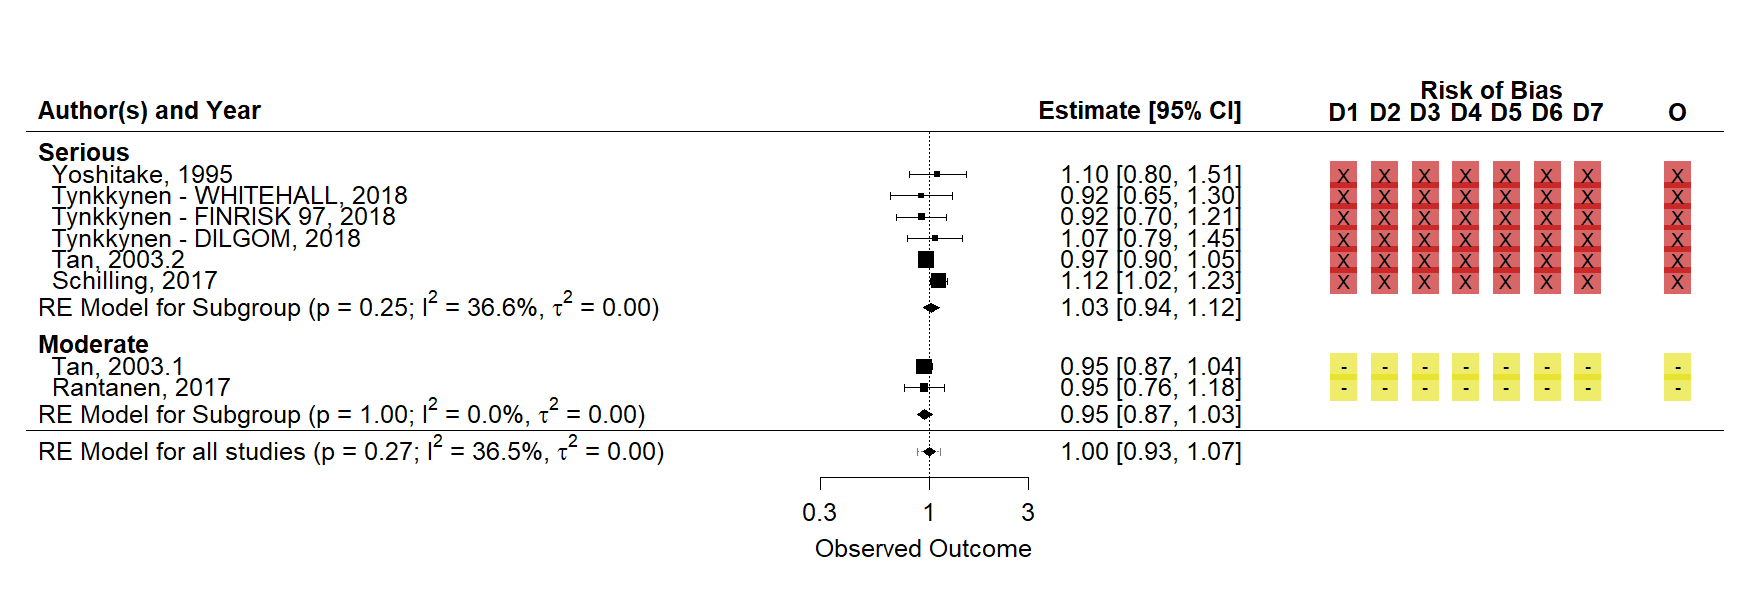 Risk of Bias
Author(s) and Year Estimate [95% CI] D1 D2 D3 D4 D5 D6 D7 O
Serious
Yoshitake, 1995 1.10 [0.80, 1.51] X X X X X X X X
Tynkkynen - WHITEHALL, 2018 0.92 [0.65, 1.30] X X X X X X X X
Tynkkynen - FINRISK 97, 2018 0.92 [0.70, 1.21] X X X X X X X X
Tynkkynen - DILGOM, 2018 1.07 [0.79, 1.45] X X X X X X X X
Tan, 2003.2 0.97 [0.90, 1.05] X X X X X X X X
Schilling, 2017 1.12 [1.02, 1.23] X X X X X X X X
RE Model for Subgroup (p = 0.25; I² = 36.6%, τ² = 0.00) 1.03 [0.94, 1.12]
Moderate
Tan, 2003.1 0.95 [0.87, 1.04] - - - - - - - -
Rantanen, 2017 0.95 [0.76, 1.18] - - - - - - - -
RE Model for Subgroup (p = 1.00; I² = 0.0%, τ² = 0.00) 0.95 [0.87, 1.03]
RE Model for all studies (p = 0.27; I² = 36.5%, τ² = 0.00) 1.00 [0.93, 1.07]
0.3 1 3
Observed Outcome